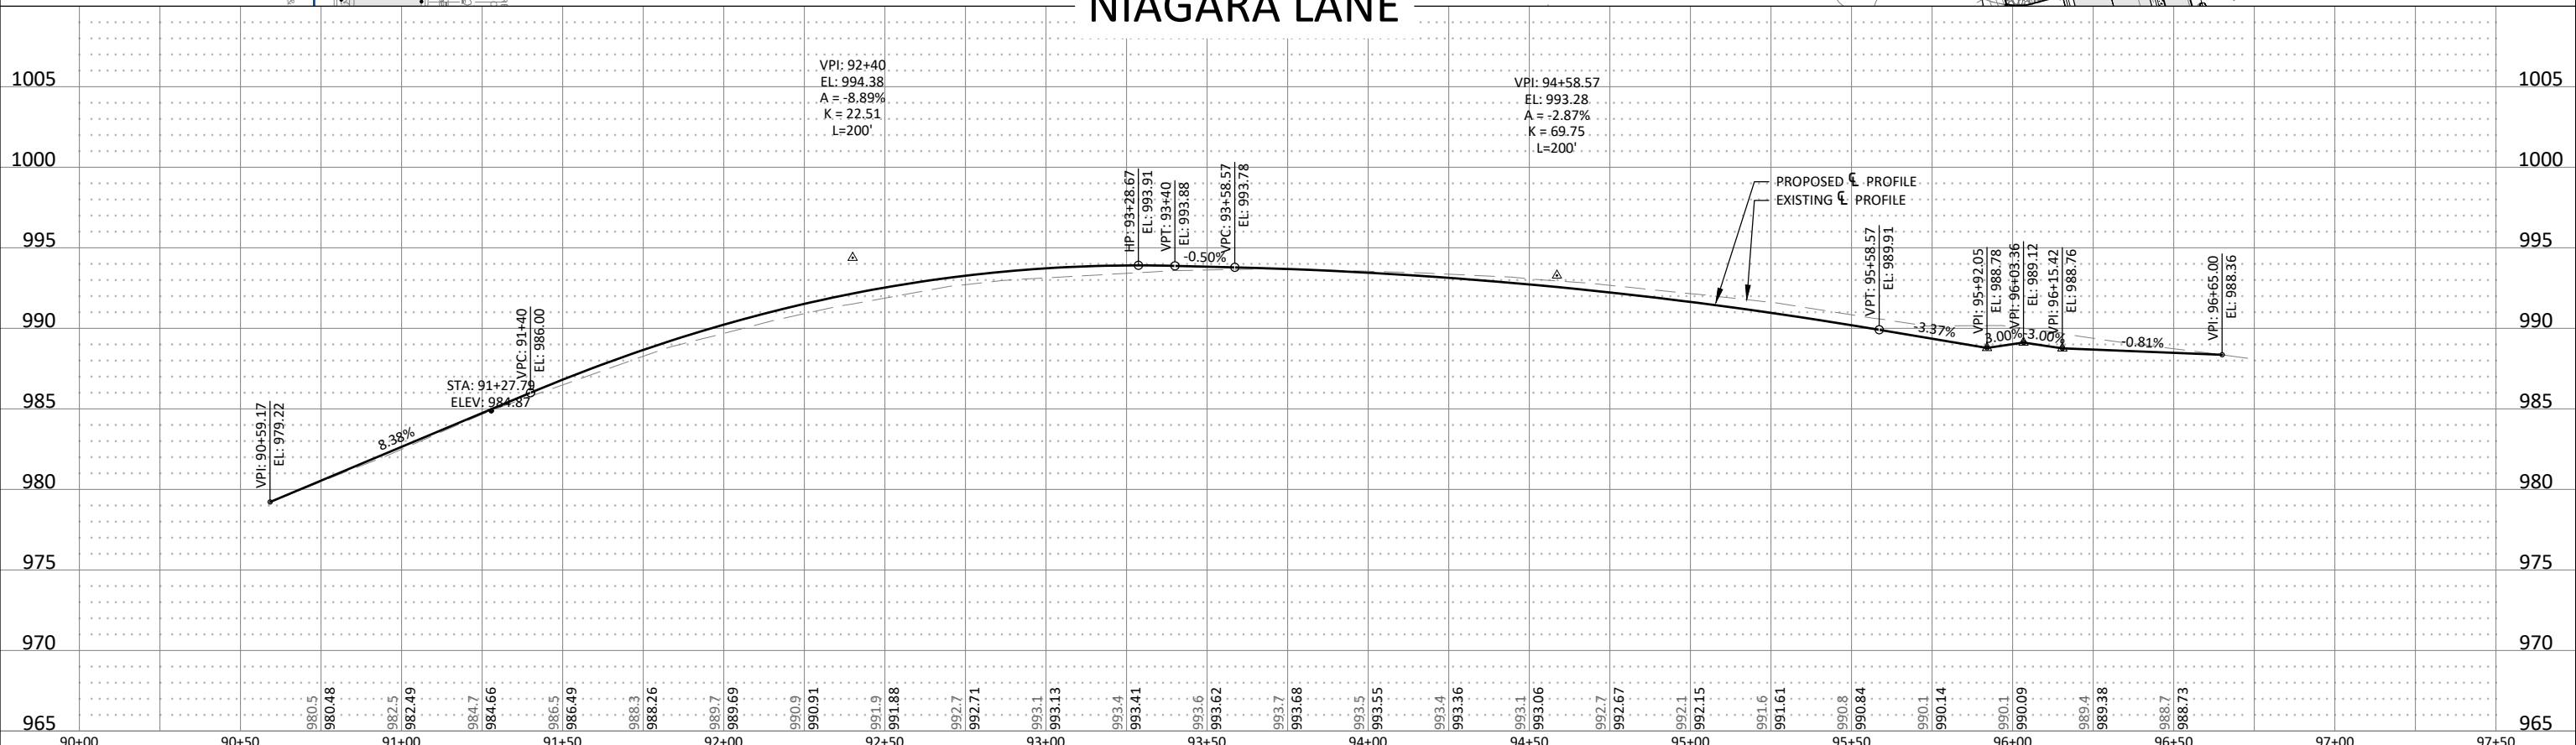 NIAGARA LANE
VPI: 92+40
EL: 994.38
A = -8.89%
K = 22.51
L=200'
VPI: 94+58.57
EL: 993.28
A = -2.87%
K = 69.75
L=200'
1005
1005
1000
1000
995
995
990
990
985
985
980
980
975
975
970
970
965
965
PROPOSED ℄ PROFILE
EXISTING ℄ PROFILE
VPI: 90+59.17
EL: 979.22
8.38%
STA: 91+27.79
ELEV: 984.87
VPC: 91+40
EL: 986.00
HP: 93+28.67
EL: 993.91
VPT: 93+40
EL: 993.88
-0.50%
VPC: 93+58.57
EL: 993.78
VPT: 95+58.57
EL: 989.91
-3.37%
VPI: 95+92.05
EL: 988.78
3.00%
VPI: 96+03.36
EL: 989.12
-3.00%
VPI: 96+15.42
EL: 988.76
-0.81%
VPI: 96+65.00
EL: 988.36
980.5 980.48
982.5 982.49
984.7 984.66
986.5 986.49
988.3 988.26
989.7 989.69
990.9 990.91
991.9 991.88
992.7 992.71
993.1 993.13
993.4 993.41
993.6 993.62
993.7 993.68
993.5 993.55
993.4 993.36
993.1 993.06
992.7 992.67
992.1 992.15
991.6 991.61
990.8 990.84
990.1 990.14
990.1 990.09
989.4 989.38
988.7 988.73
90+00 90+50 91+00 91+50 92+00 92+50 93+00 93+50 94+00 94+50 95+00 95+50 96+00 96+50 97+00 97+50